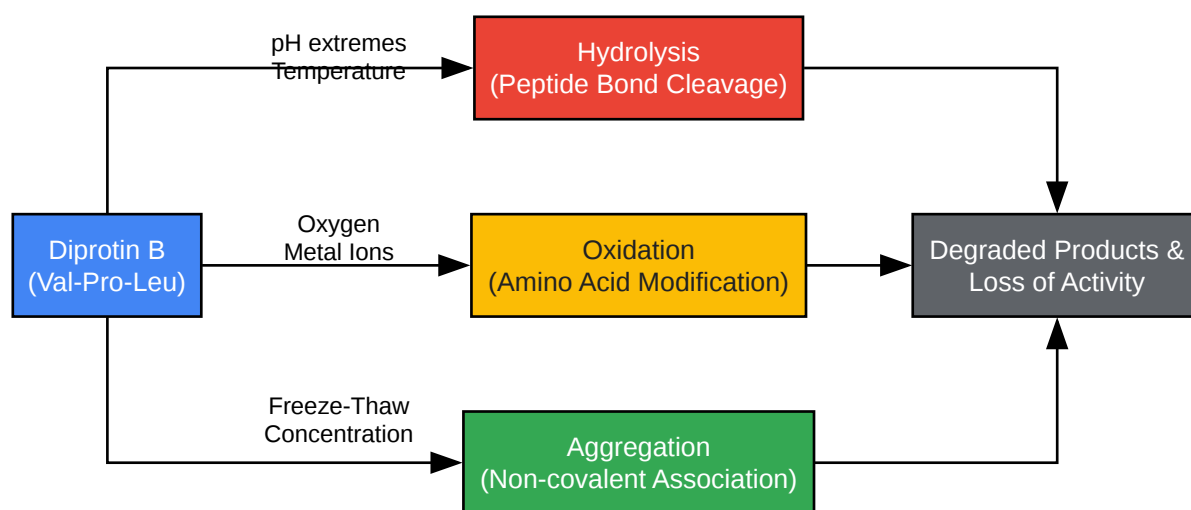 pH extremes
Temperature
Hydrolysis
(Peptide Bond Cleavage)
Diprotin B
(Val-Pro-Leu)
Oxygen
Metal Ions
Oxidation
(Amino Acid Modification)
Degraded Products &
Loss of Activity
Freeze-Thaw
Concentration
Aggregation
(Non-covalent Association)